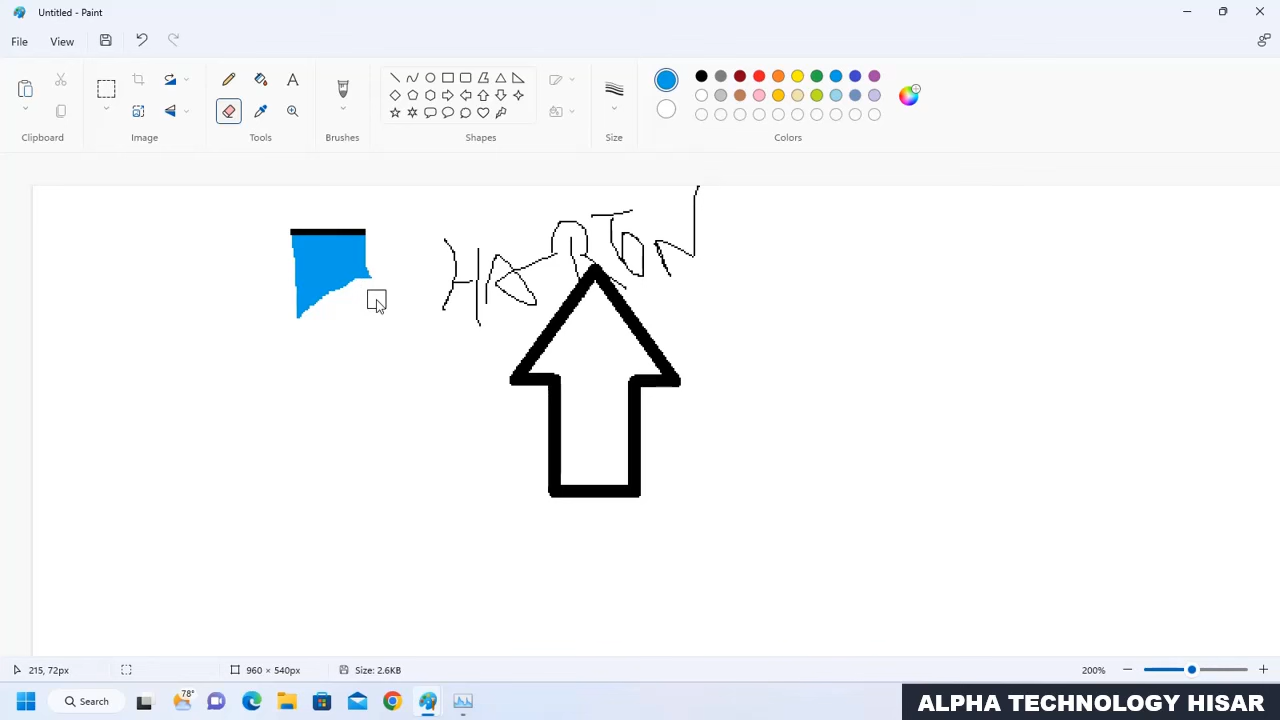 Untitled - Paint
File
View
Clipboard
Image
Tools
Brushes
Shapes
Size
Colors
215, 72px
960 × 540px
Size: 2.6KB
200%
78°
Search
ALPHA TECHNOLOGY HISAR